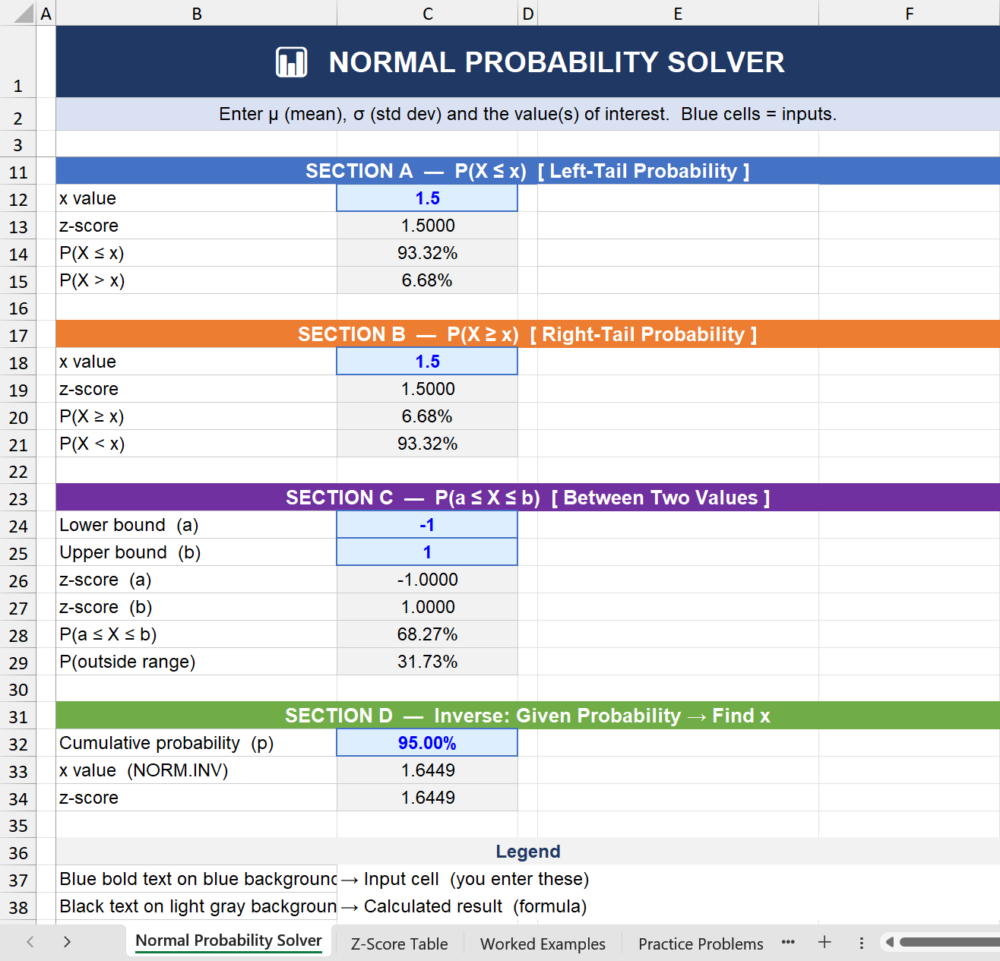 A B C D E F
1 NORMAL PROBABILITY SOLVER
2 Enter μ (mean), σ (std dev) and the value(s) of interest.  Blue cells = inputs.
3
11 SECTION A — P(X ≤ x) [ Left-Tail Probability ]
12 x value 1.5
13 z-score 1.5000
14 P(X ≤ x) 93.32%
15 P(X > x) 6.68%
16
17 SECTION B — P(X ≥ x) [ Right-Tail Probability ]
18 x value 1.5
19 z-score 1.5000
20 P(X ≥ x) 6.68%
21 P(X < x) 93.32%
22
23 SECTION C — P(a ≤ X ≤ b) [ Between Two Values ]
24 Lower bound (a) -1
25 Upper bound (b) 1
26 z-score (a) -1.0000
27 z-score (b) 1.0000
28 P(a ≤ X ≤ b) 68.27%
29 P(outside range) 31.73%
30
31 SECTION D — Inverse: Given Probability → Find x
32 Cumulative probability (p) 95.00%
33 x value (NORM.INV) 1.6449
34 z-score 1.6449
35
36 Legend
37 Blue bold text on blue background → Input cell (you enter these)
38 Black text on light gray backgroun → Calculated result (formula)
Normal Probability Solver Z-Score Table Worked Examples Practice Problems